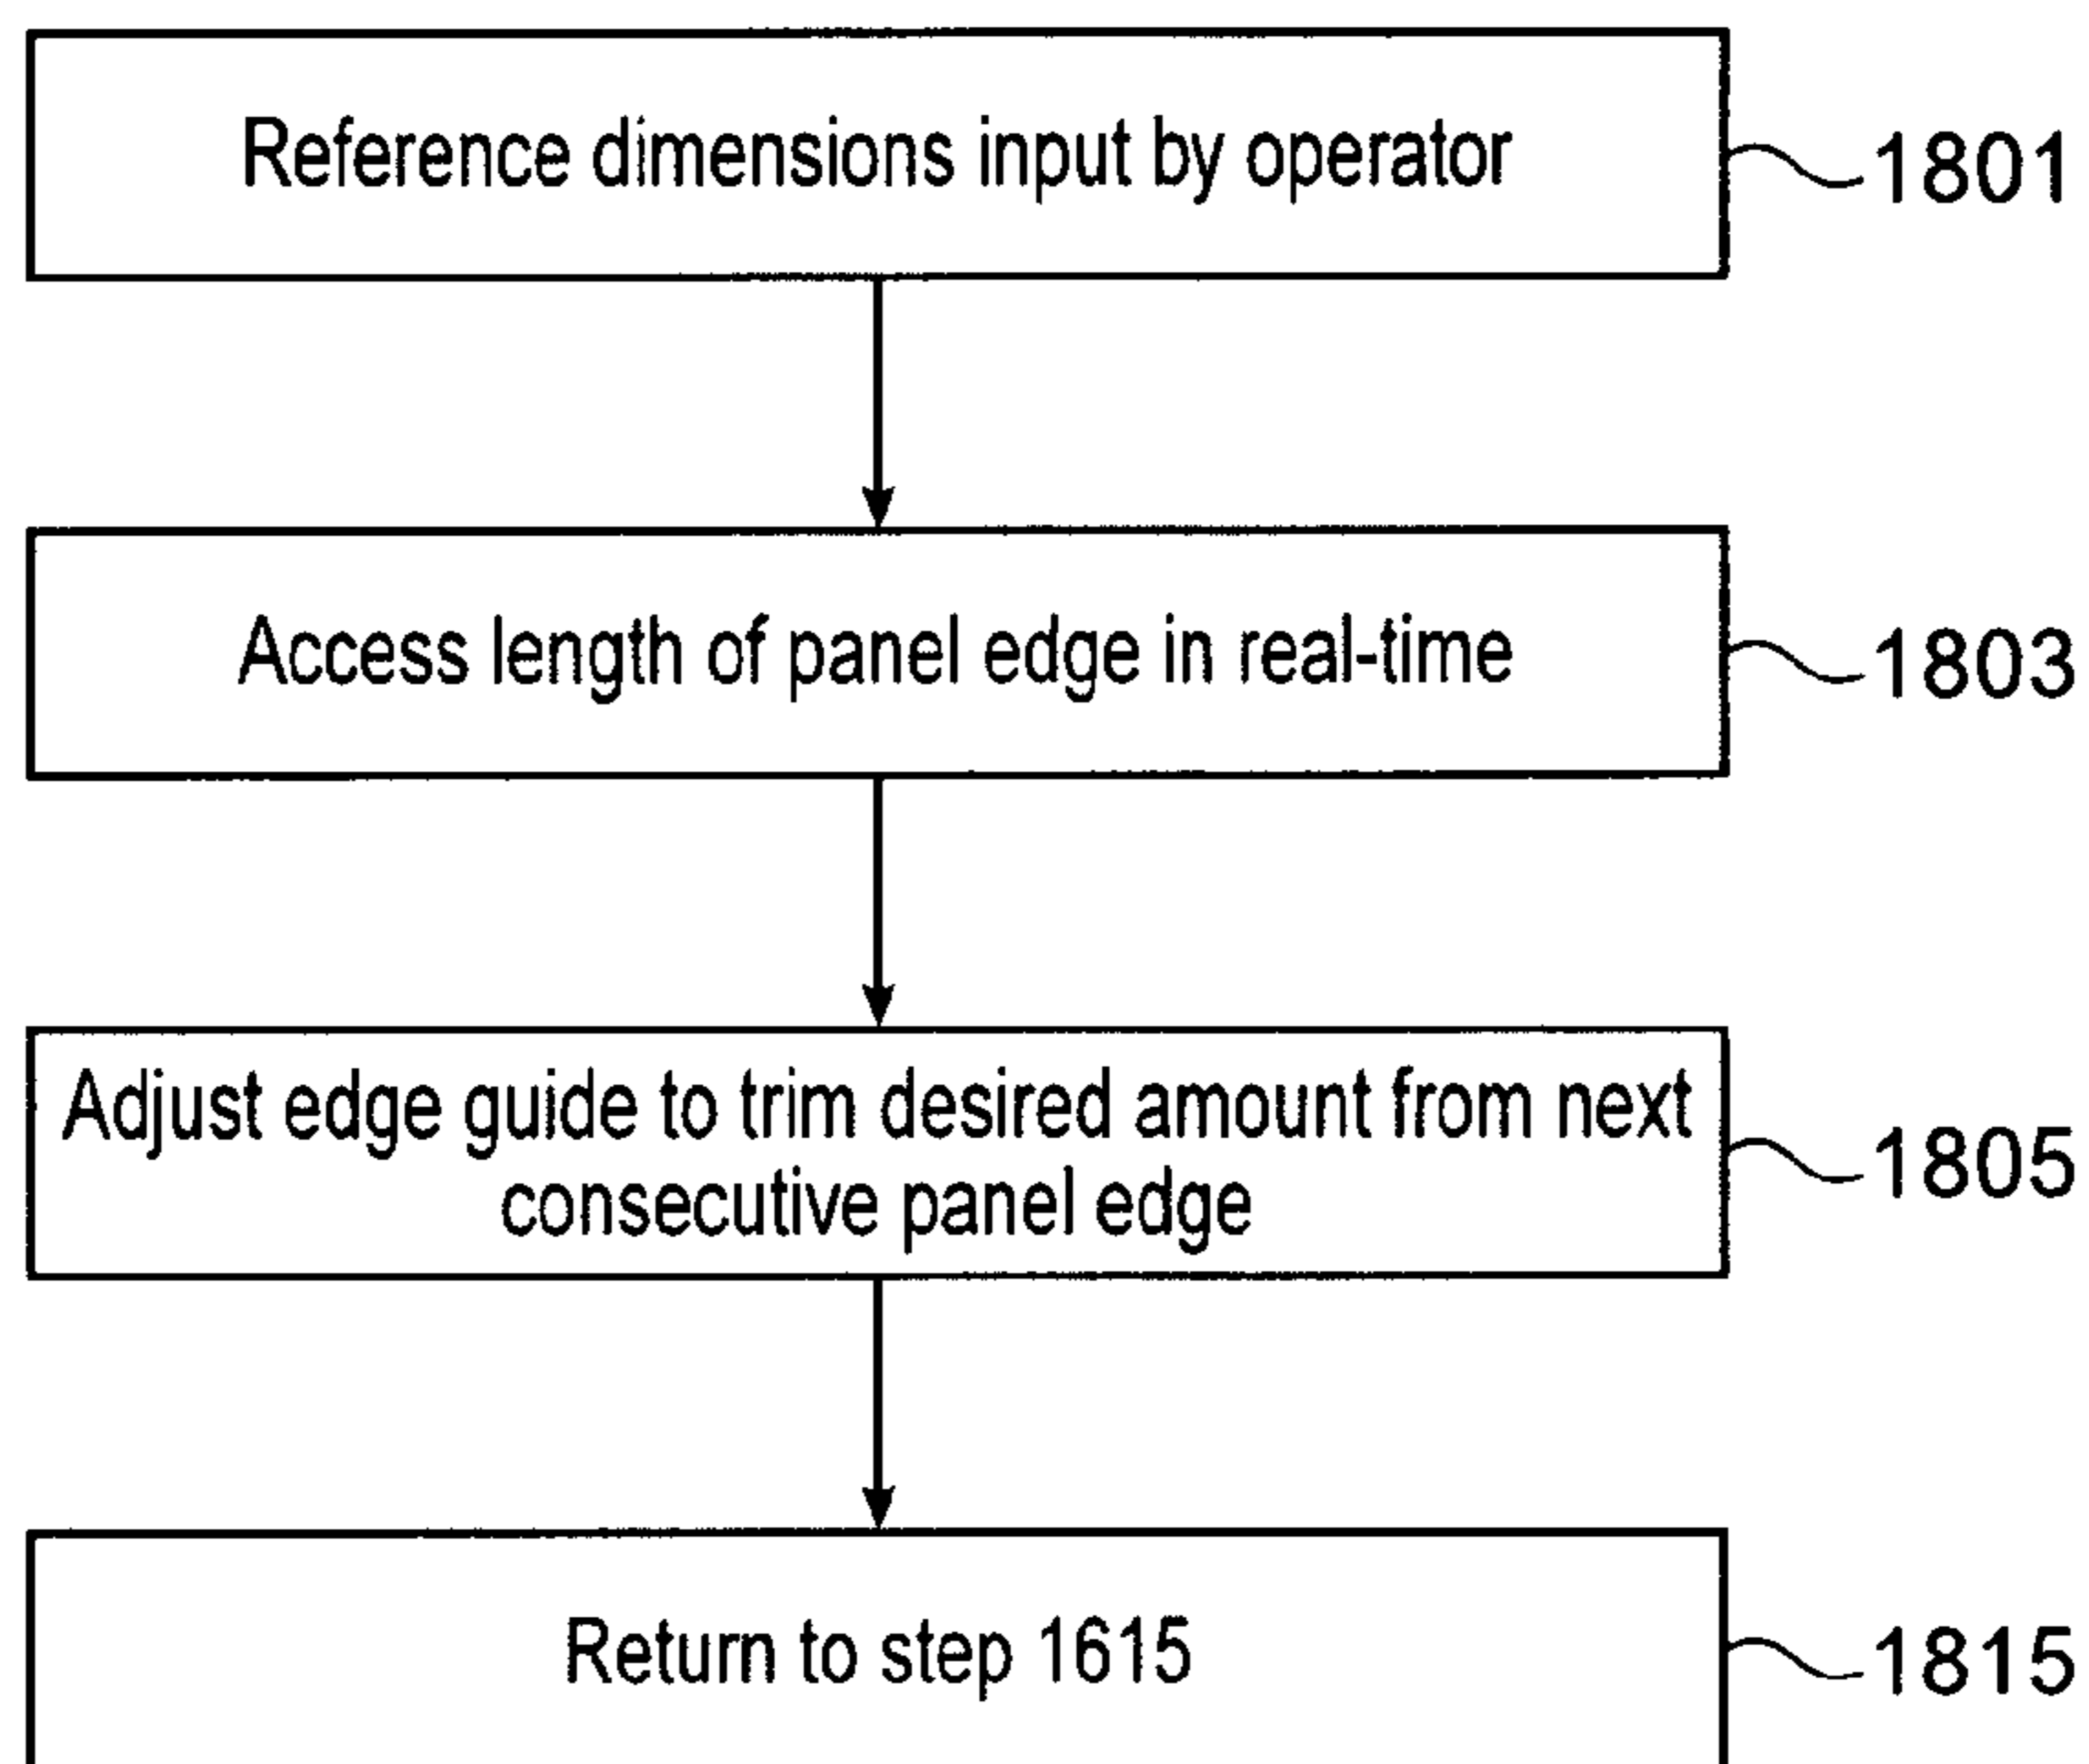 Reference dimensions input by operator
1801
Access length of panel edge in real-time
1803
Adjust edge guide to trim desired amount from next
consecutive panel edge
1805
Return to step 1615
1815